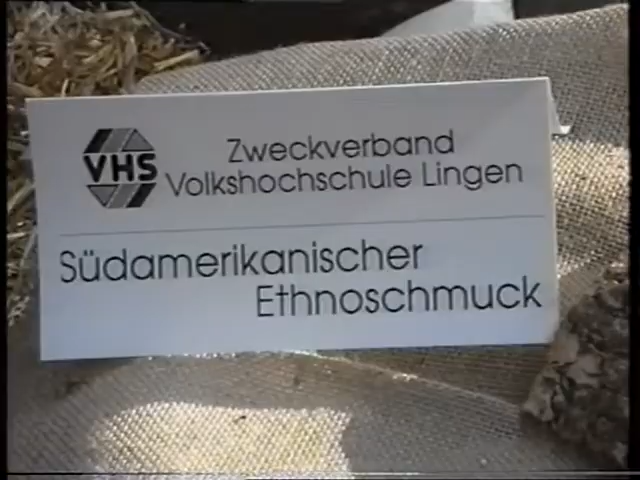 VHS
Zweckverband
Volkshochschule Lingen
Südamerikanischer
Ethnoschmuck